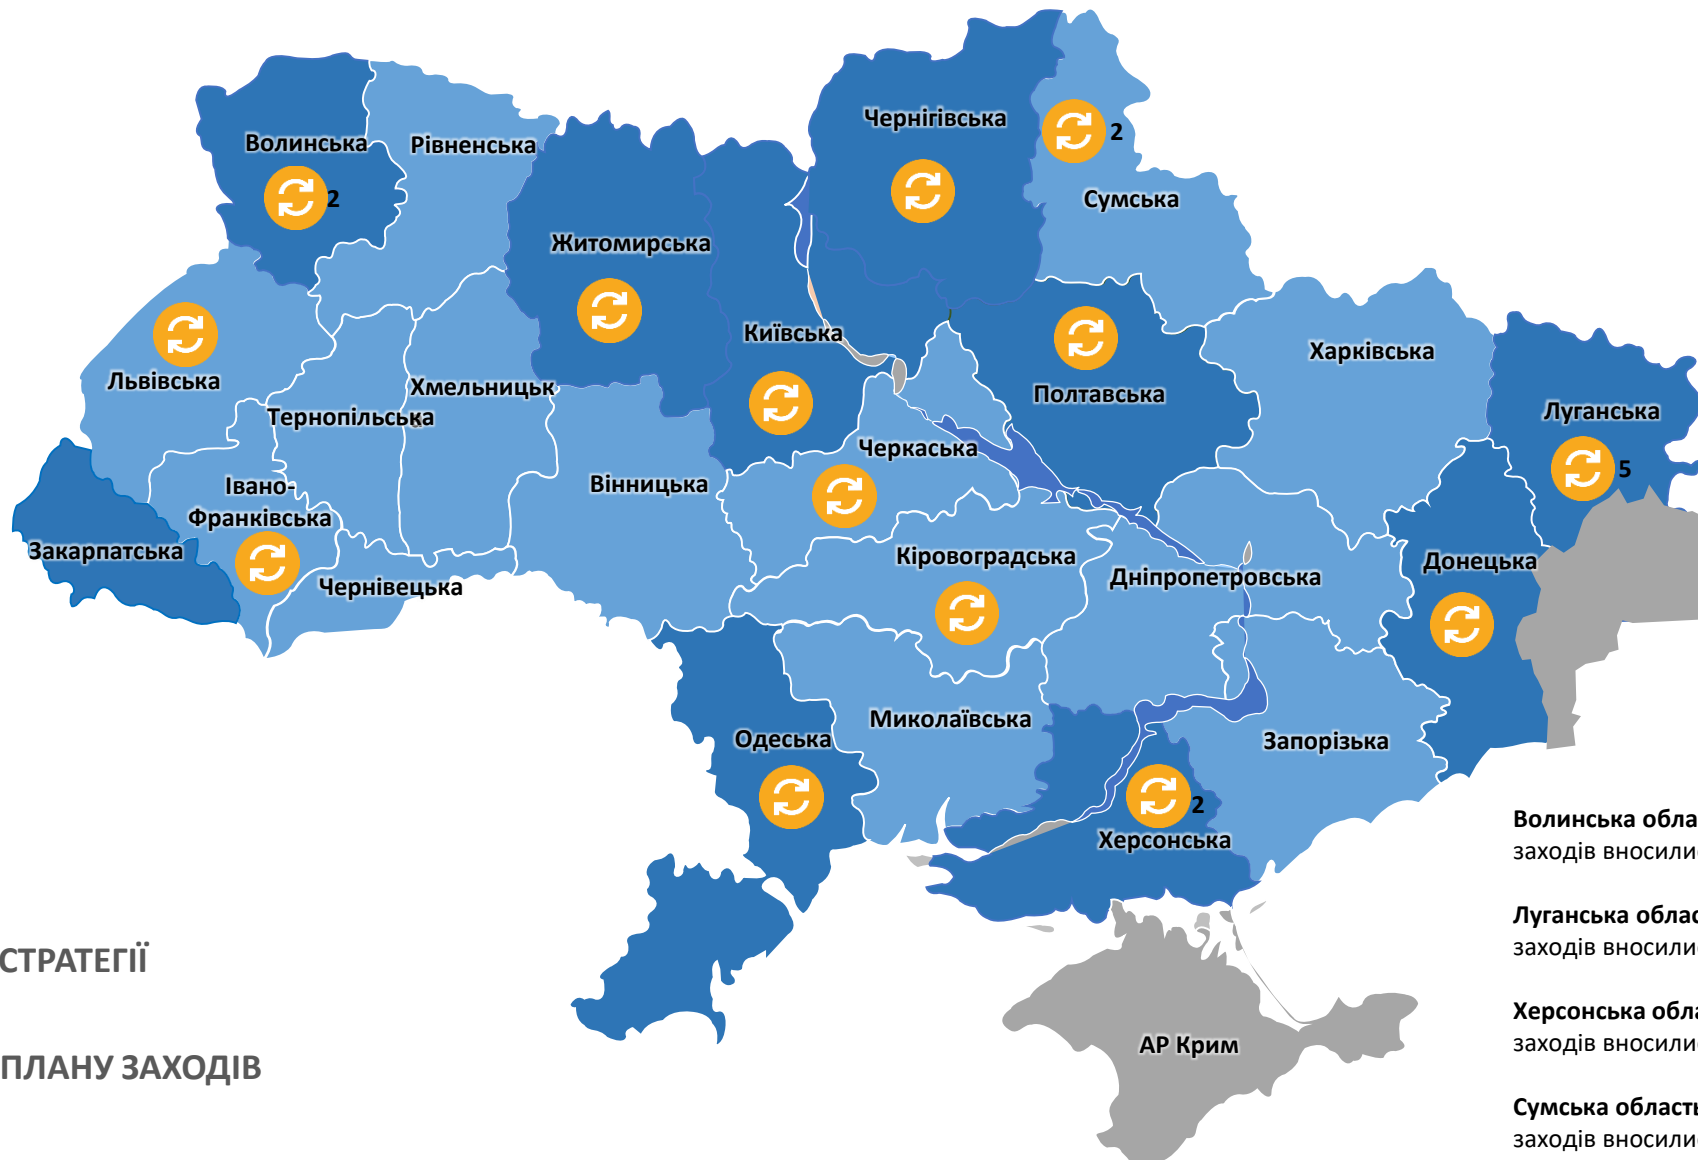 Чернігівська
2
Волинська
Рівненська
2
Сумська
Житомирська
Київська
Харківська
Львівська
Хмельницьк
Полтавська
Луганська
Тернопільська
Черкаська
5
Івано-
Франківська
Вінницька
Закарпатська
Кіровоградська
Донецька
Чернівецька
Дніпропетровська
Миколаївська
Одеська
Запорізька
2
Херсонська
АР Крим
СТРАТЕГІЇ
ПЛАНУ ЗАХОДІВ
Волинська обла
заходів вносили
Луганська облас
заходів вносили
Херсонська обла
заходів вносили
Сумська область
заходів вносили